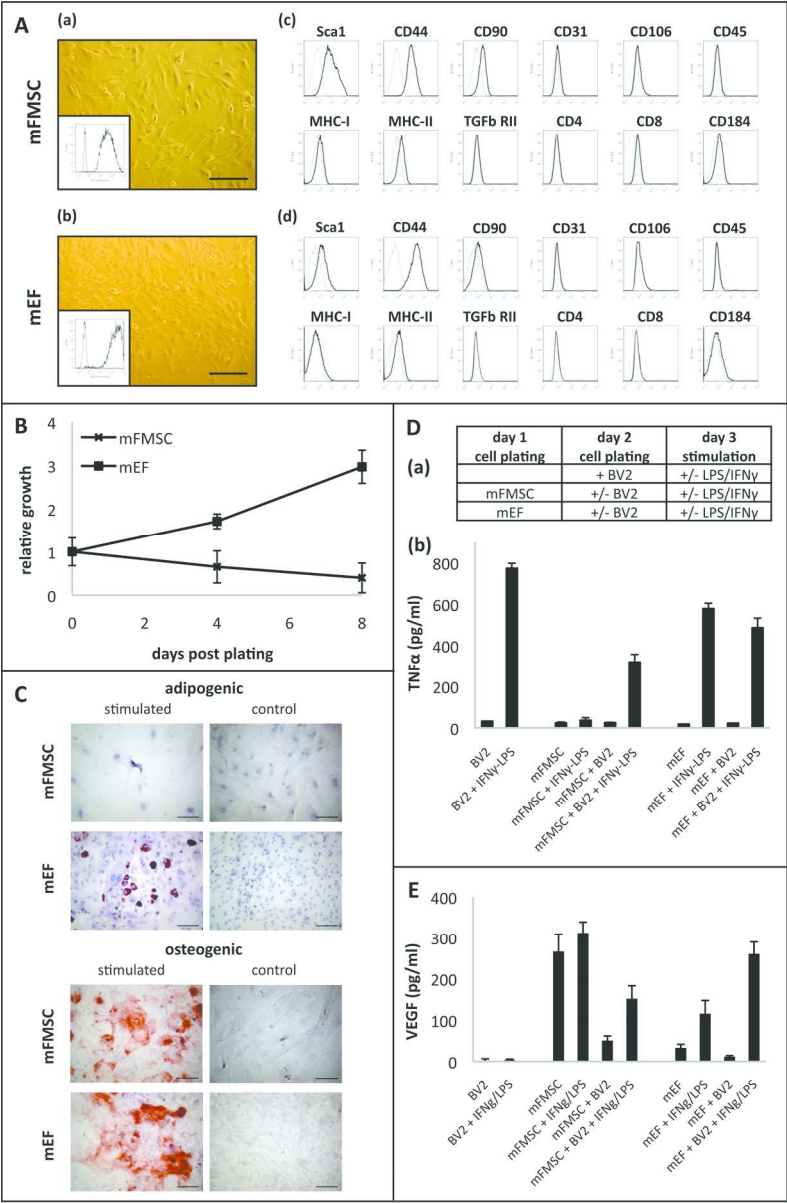 A
(a)
mFMSC
(b)
mEF
(c)
Sca1 CD44 CD90 CD31 CD106 CD45
MHC-I MHC-II TGFb RII CD4 CD8 CD184
(d)
Sca1 CD44 CD90 CD31 CD106 CD45
MHC-I MHC-II TGFb RII CD4 CD8 CD184
B
mFMSC
mEF
relative growth
4
3
2
1
0
0 2 4 6 8
days post plating
C
adipogenic
stimulated control
mFMSC
mEF
osteogenic
stimulated control
mFMSC
mEF
D
(a)
day 1 day 2 day 3
cell plating cell plating stimulation
+ BV2 +/- LPS/IFNγ
mFMSC +/- BV2 +/- LPS/IFNγ
mEF +/- BV2 +/- LPS/IFNγ
(b)
TNFα (pg/ml)
800
600
400
200
0
BV2
BV2 + IFNγ-LPS
mFMSC
mFMSC + IFNγ-LPS
mFMSC + BV2
mFMSC + BV2 + IFNγ-LPS
mEF
mEF + IFNγ-LPS
mEF + BV2
mEF + BV2 + IFNγ-LPS
E
VEGF (pg/ml)
400
300
200
100
0
BV2
BV2 + IFNg/LPS
mFMSC
mFMSC + IFNg/LPS
mFMSC + BV2
mFMSC + BV2 + IFNg/LPS
mEF
mEF + IFNg/LPS
mEF + BV2
mEF + BV2 + IFNg/LPS